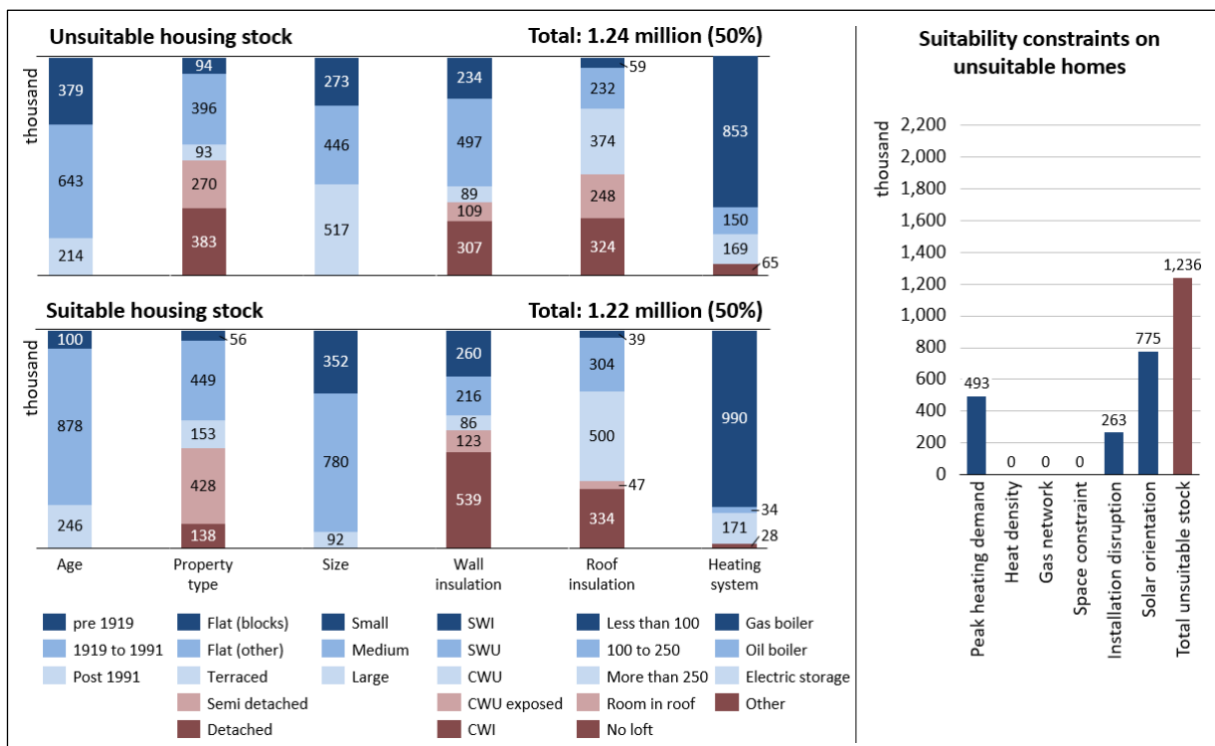 Unsuitable housing stock Total: 1.24 million (50%)
thousand
379
643
214
94
396
93
270
383
273
446
517
234
497
89
109
307
59
232
374
248
324
853
150
169
65
Suitable housing stock Total: 1.22 million (50%)
thousand
100
878
246
56
449
153
428
138
352
780
92
260
216
86
123
539
39
304
500
47
334
990
34
171
28
Age
Property
type
Size
Wall
insulation
Roof
insulation
Heating
system
pre 1919
1919 to 1991
Post 1991
Flat (blocks)
Flat (other)
Terraced
Semi detached
Detached
Small
Medium
Large
SWI
SWU
CWU
CWU exposed
CWI
Less than 100
100 to 250
More than 250
Room in roof
No loft
Gas boiler
Oil boiler
Electric storage
Other
Suitability constraints on
unsuitable homes
thousand
2,200
2,000
1,800
1,600
1,400
1,200
1,000
800
600
400
200
0
493
0
0
0
263
775
1,236
Peak heating demand
Heat density
Gas network
Space constraint
Installation disruption
Solar orientation
Total unsuitable stock